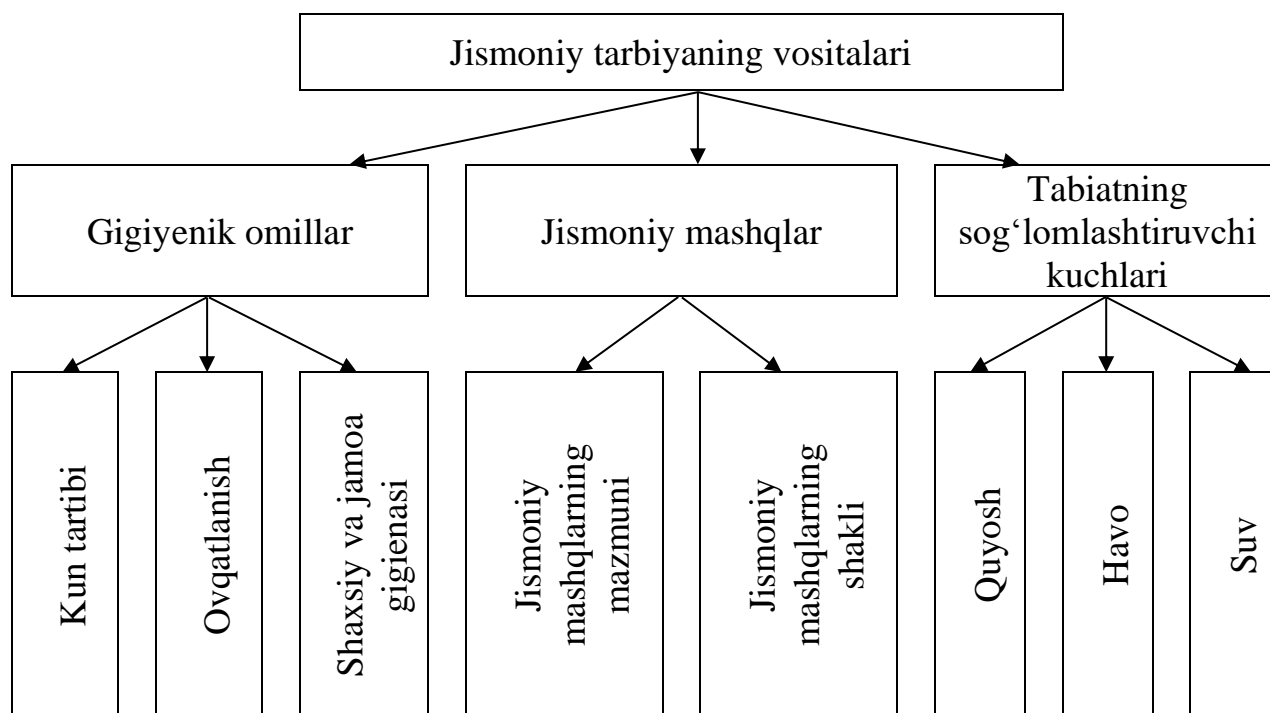 Jismoniy tarbiyaning vositalari
Gigiyenik omillar
Jismoniy mashqlar
Tabiatning
sog‘lomlashtiruvchi
kuchlari
Kun tartibi
Ovqatlanish
Shaxsiy va jamoa
gigienasi
Jismoniy
mashqlarning
mazmuni
Jismoniy
mashqlarning
shakli
Quyosh
Havo
Suv